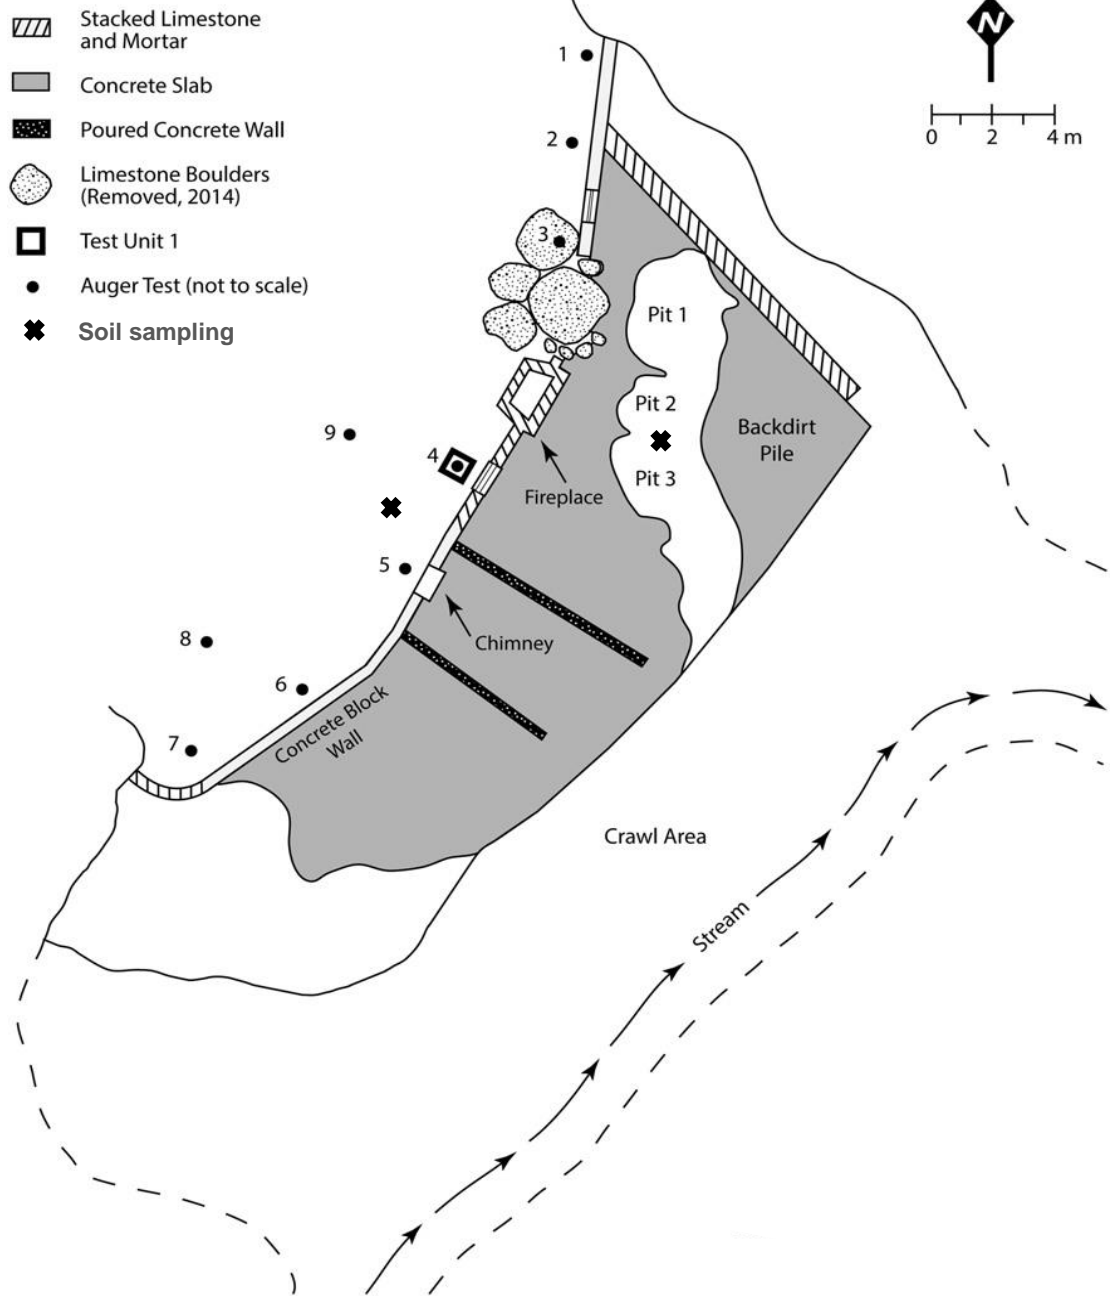 Stacked Limestone
and Mortar
Concrete Slab
Poured Concrete Wall
Limestone Boulders
(Removed, 2014)
Test Unit 1
Auger Test (not to scale)
Soil sampling
N
0 2 4 m
1
2
3
Pit 1
Pit 2
Pit 3
Backdirt
Pile
9
4
Fireplace
5
Chimney
8
6
7
Concrete Block
Wall
Crawl Area
Stream